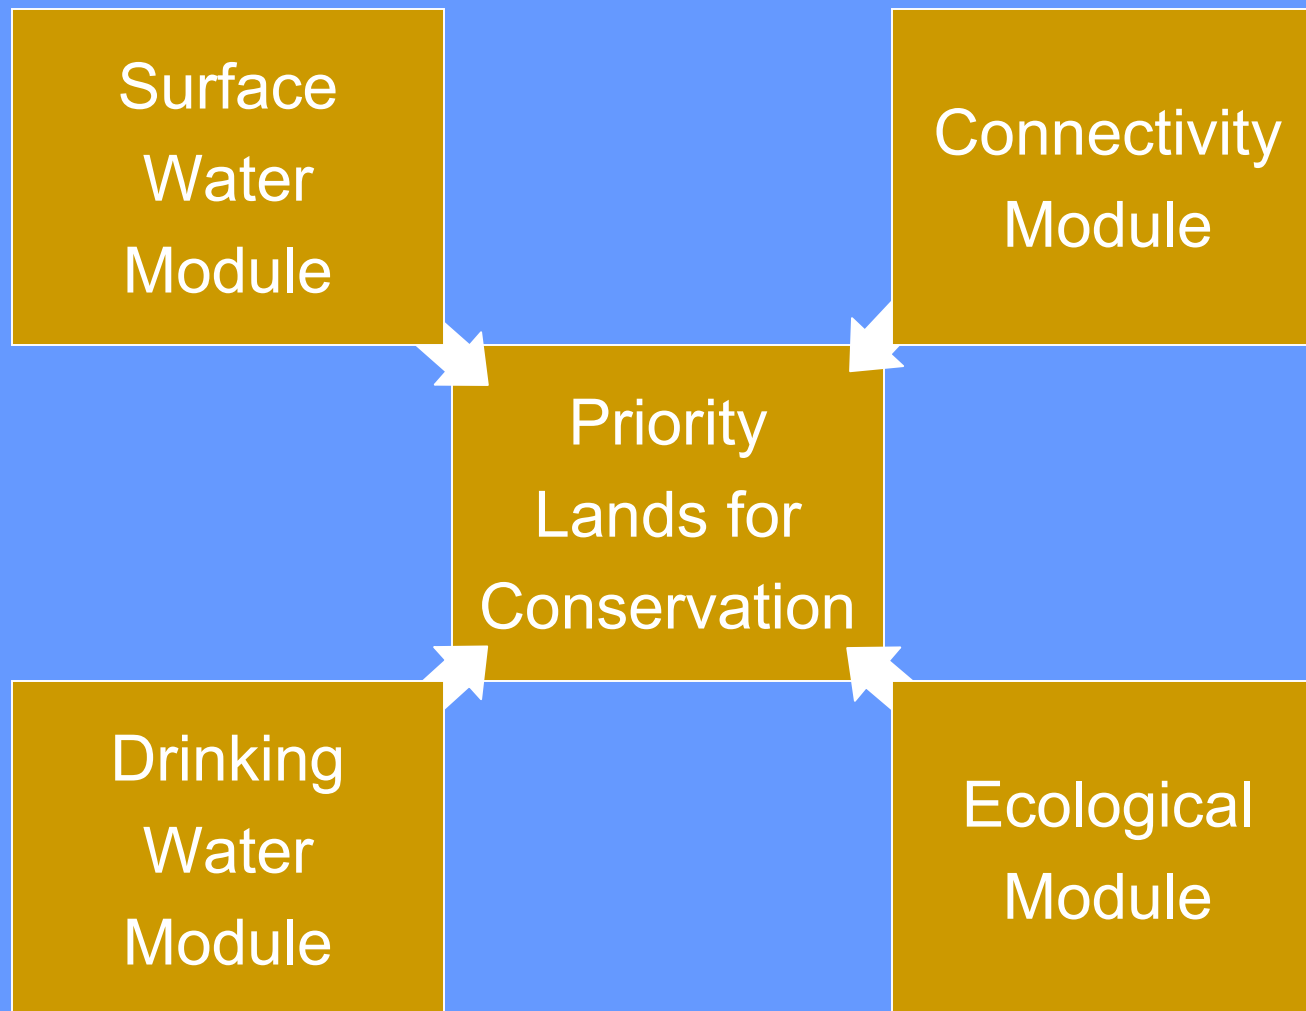 Surface
Water
Module
Connectivity
Module
Priority
Lands for
Conservation
Drinking
Water
Module
Ecological
Module